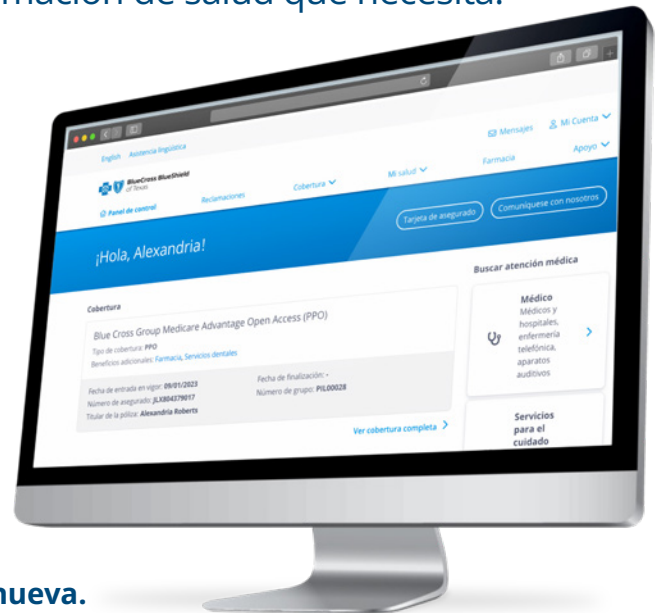 rmación de salud que necesita.
English Asistencia lingüística
Mensajes Mi Cuenta
BlueCross BlueShield
of Texas
Panel de control Reclamaciones Cobertura Mi salud Farmacia Apoyo
¡Hola, Alexandria!
Tarjeta de asegurado Comuníquese con nosotros
Cobertura
Blue Cross Group Medicare Advantage Open Access (PPO)
Tipo de cobertura: PPO
Beneficios adicionales: Farmacia, Servicios dentales
Fecha de entrada en vigor: 09/01/2023 Fecha de finalización: -
Número de asegurado: JLX804379017 Número de grupo: PIL00028
Titular de la póliza: Alexandria Roberts
Ver cobertura completa
Buscar atención médica
Médico
Médicos y
hospitales,
enfermería
telefónica,
aparatos
auditivos
Servicios
para el
cuidado
nueva.